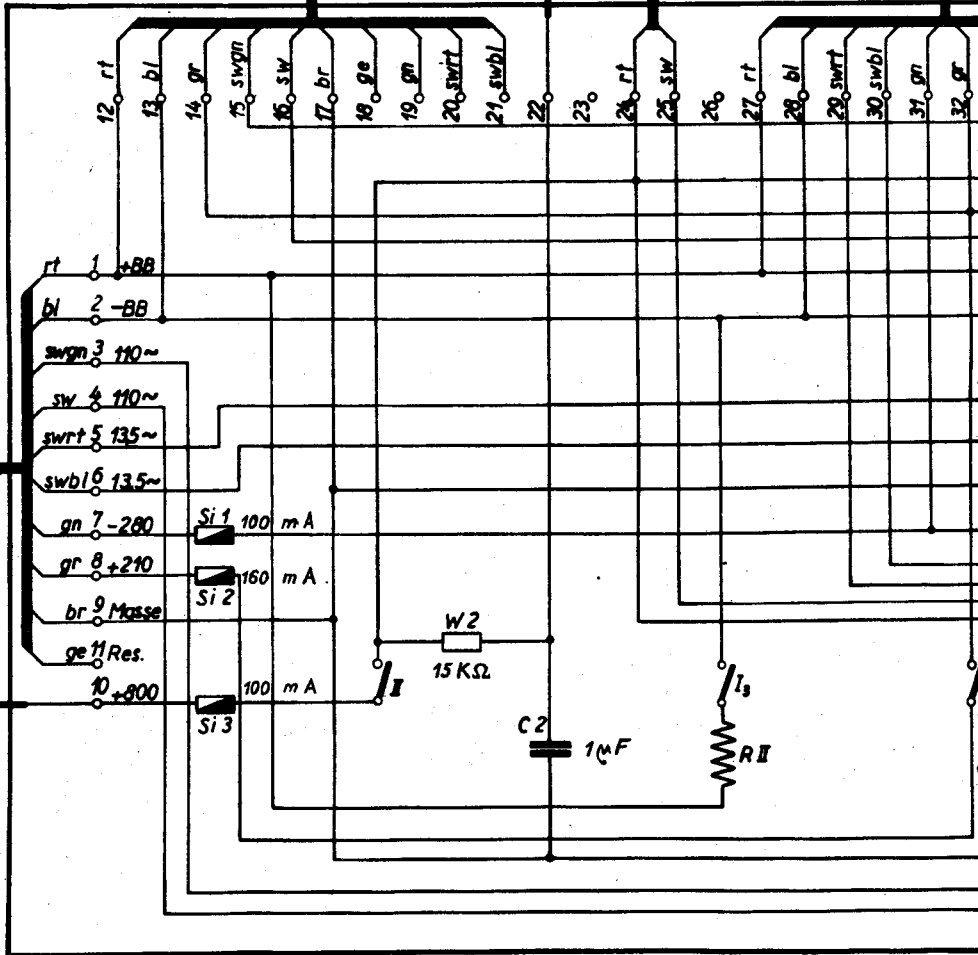 rt bl gr swgn sw br ge gn swrt swbl rt sw rt bl swrt swbl gn gr
12 13 14 15 16 17 18 19 20 21 22 23 24 25 26 27 28 29 30 31 32
rt 1 +BB
bl 2 -BB
swgn 3 110~
sw 4 110~
swrt 5 13,5~
swbl 6 13,5~
gn 7 -280 Si 1 100 mA
gr 8 +210 Si 2 160 mA
br 9 Masse
ge 11 Res.
10 +800 Si 3 100 mA II
W 2
15 KΩ
C 2
1 µF
I₃
R II